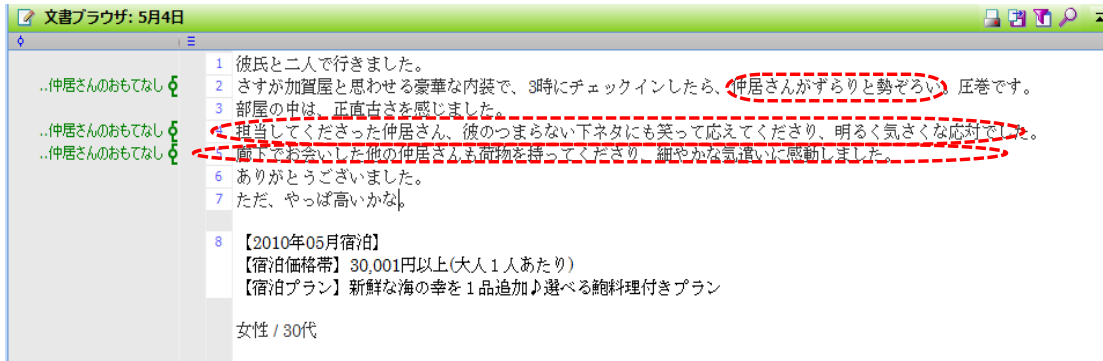 文書ブラウザ: 5月4日
..仲居さんのおもてなし
..仲居さんのおもてなし
..仲居さんのおもてなし
1 彼氏と二人で行きました。
2 さすが加賀屋と思わせる豪華な内装で、3時にチェックインしたら、仲居さんがずらりと勢ぞろい。圧巻です。
3 部屋の中は、正直古さを感じました。
4 担当してくださった仲居さん、彼のつまらない下ネタにも笑って応えてくださり、明るく気さくな応対でした。
5 廊下でお会いした他の仲居さんも荷物を持ってくださり、細やかな気遣いに感動しました。
6 ありがとうございました。
7 ただ、やっぱ高いかな。
8 【2010年05月宿泊】
【宿泊価格帯】30,001円以上(大人1人あたり)
【宿泊プラン】新鮮な海の幸を1品追加♪選べる鮑料理付きプラン
女性 / 30代